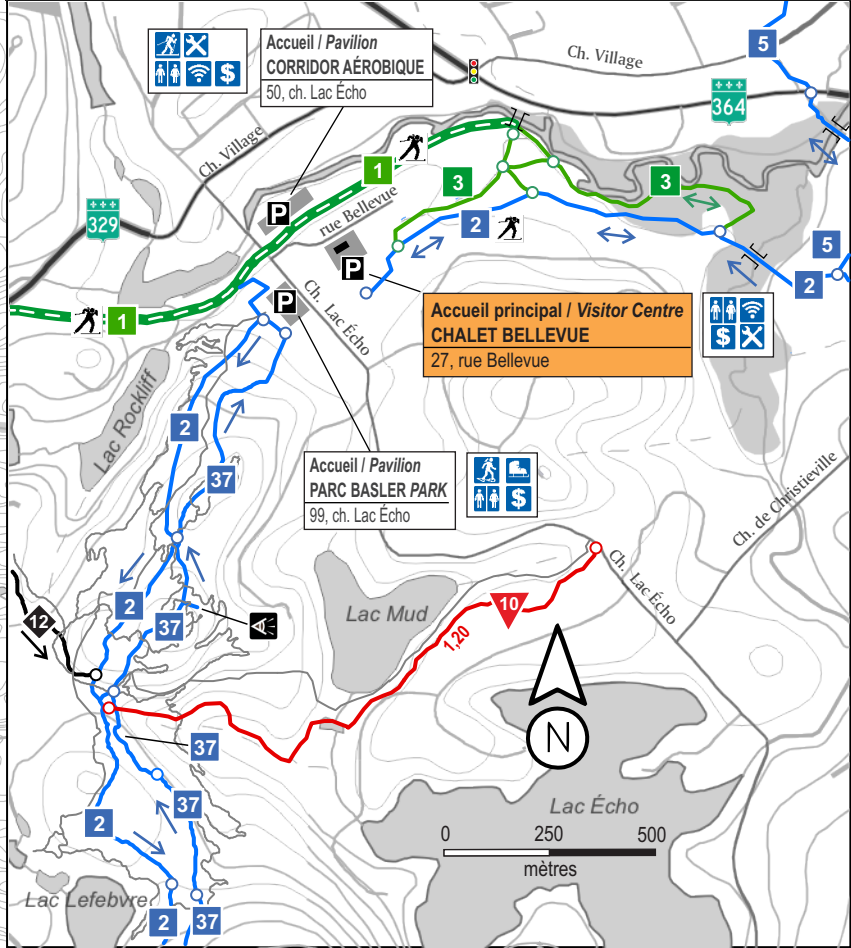 5
Ch. Village
Accueil / Pavilion
CORRIDOR AÉROBIQUE
50, ch. Lac Écho
$
364
Ch. Village
1
3
3
329
P
rue Bellevue
2
5
P
2
Accueil principal / Visitor Centre
CHALET BELLEVUE
27, rue Bellevue
$
P
Ch. Lac Écho
1
Lac Rockliff
2
37
Accueil / Pavilion
PARC BASLER PARK
99, ch. Lac Écho
$
Ch. de Christieville
Ch. Lac Écho
12
2
37
Lac Mud
10
1,20
N
37
37
2
Lac Écho
0 250 500
mètres
Lac Lefebvre
2
37